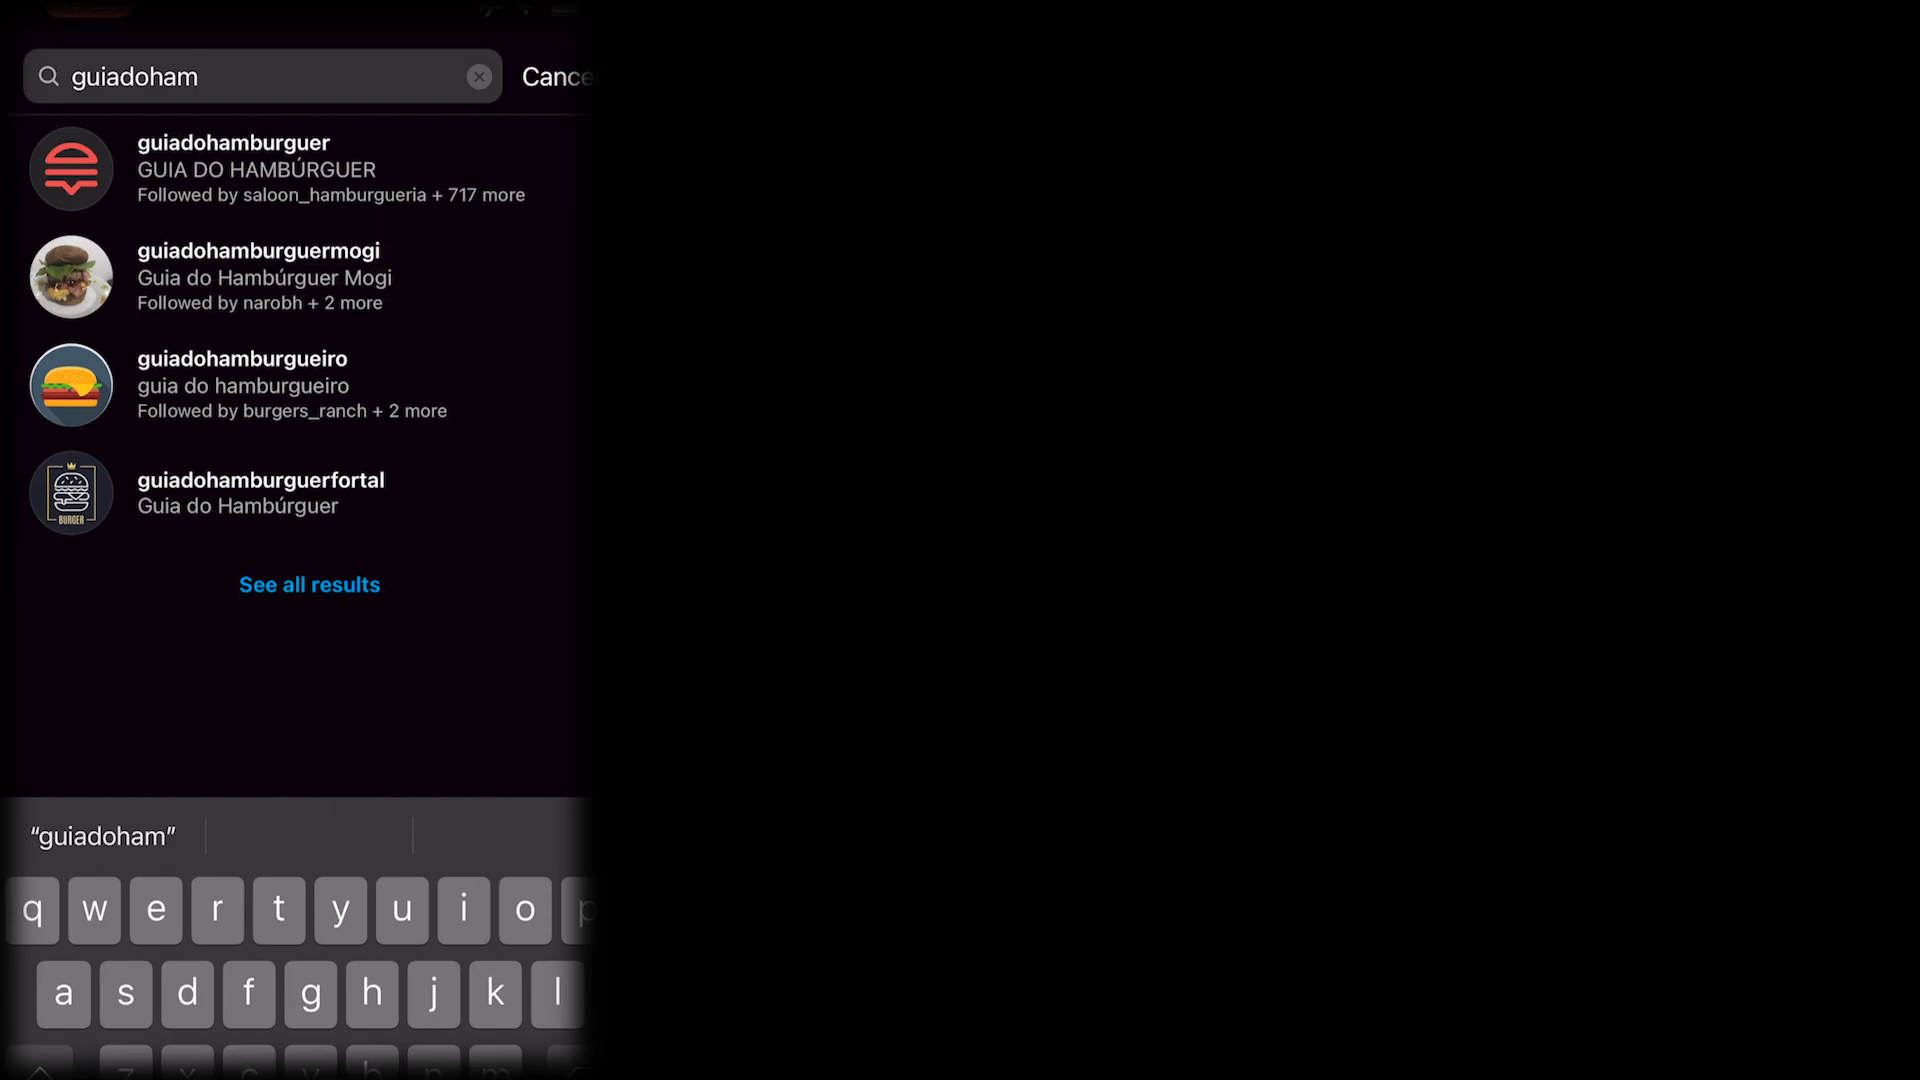 guiadoham
Cance
guiadohamburguer
GUIA DO HAMBÚRGUER
Followed by saloon_hamburgueria + 717 more
guiadohamburguermogi
Guia do Hambúrguer Mogi
Followed by narobh + 2 more
guiadohamburgueiro
guia do hamburgueiro
Followed by burgers_ranch + 2 more
BURGER
guiadohamburguerfortal
Guia do Hambúrguer
See all results
“guiadoham”
q w e r t y u i o p
a s d f g h j k l
z x c v b n m